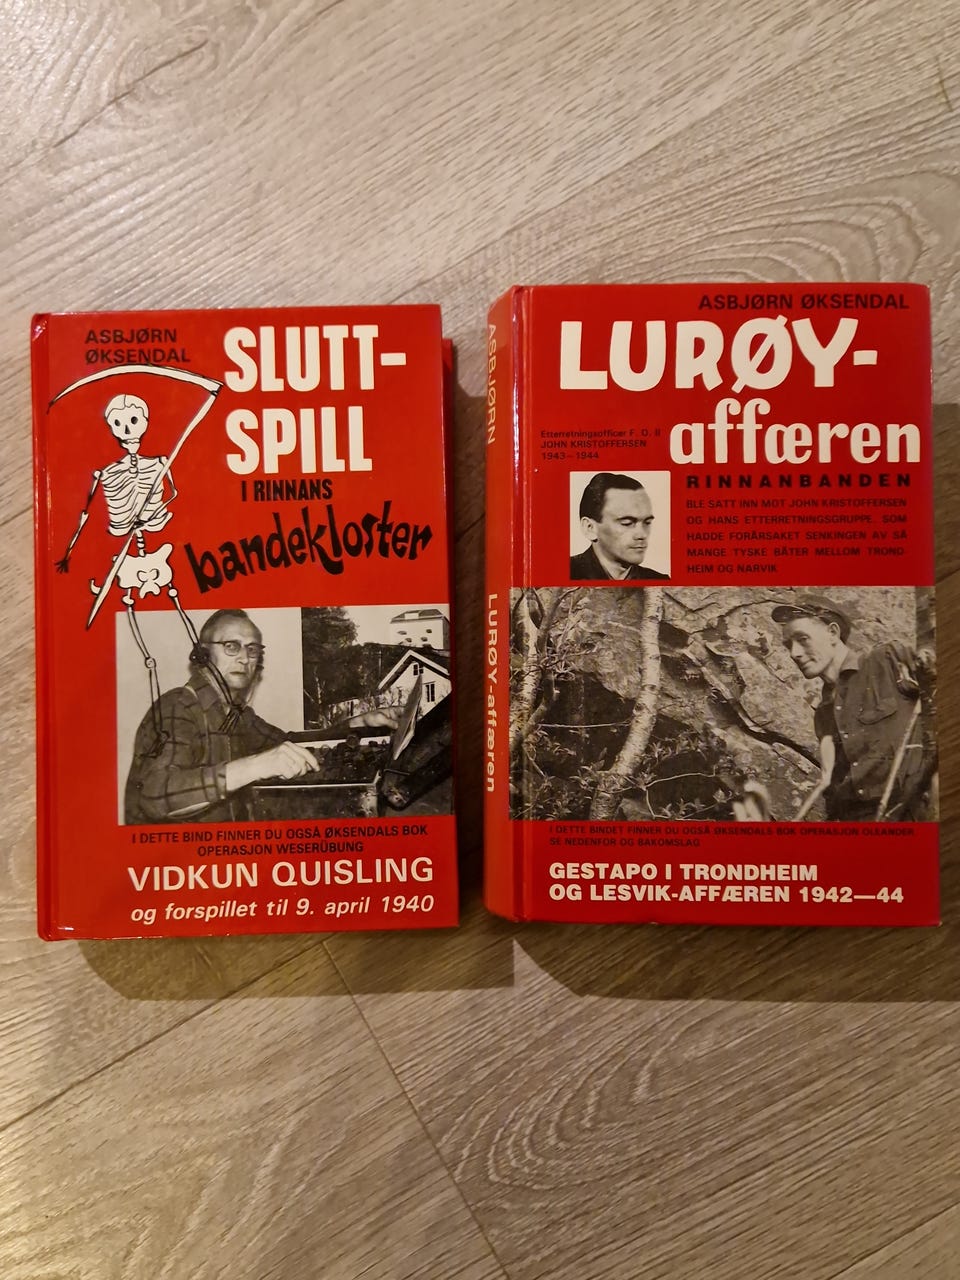 ASBJØRN
ØKSENDAL
SLUTT-
SPILL
I RINNANS
bandekloster
I DETTE BIND FINNER DU OGSÅ ØKSENDALS BOK
OPERASJON WESERÜBUNG
VIDKUN QUISLING
og forspillet til 9. april 1940
ASBJØRN
LURØY-affæren
ASBJØRN ØKSENDAL
LURØY-
affæren
Etterretningsofficer F. O. II
JOHN KRISTOFFERSEN
1943-1944
RINNANBANDEN
BLE SATT INN MOT JOHN KRISTOFFERSEN
OG HANS ETTERRETNINGSGRUPPE, SOM
HADDE FORÅRSAKET SENKINGEN AV SÅ
MANGE TYSKE BÅTER MELLOM TROND-
HEIM OG NARVIK
I DETTE BINDET FINNER DU OGSÅ ØKSENDALS BOK OPERASJON OLEANDER
SE NEDENFOR OG BAKOMSLAG
GESTAPO I TRONDHEIM
OG LESVIK-AFFÆREN 1942—44